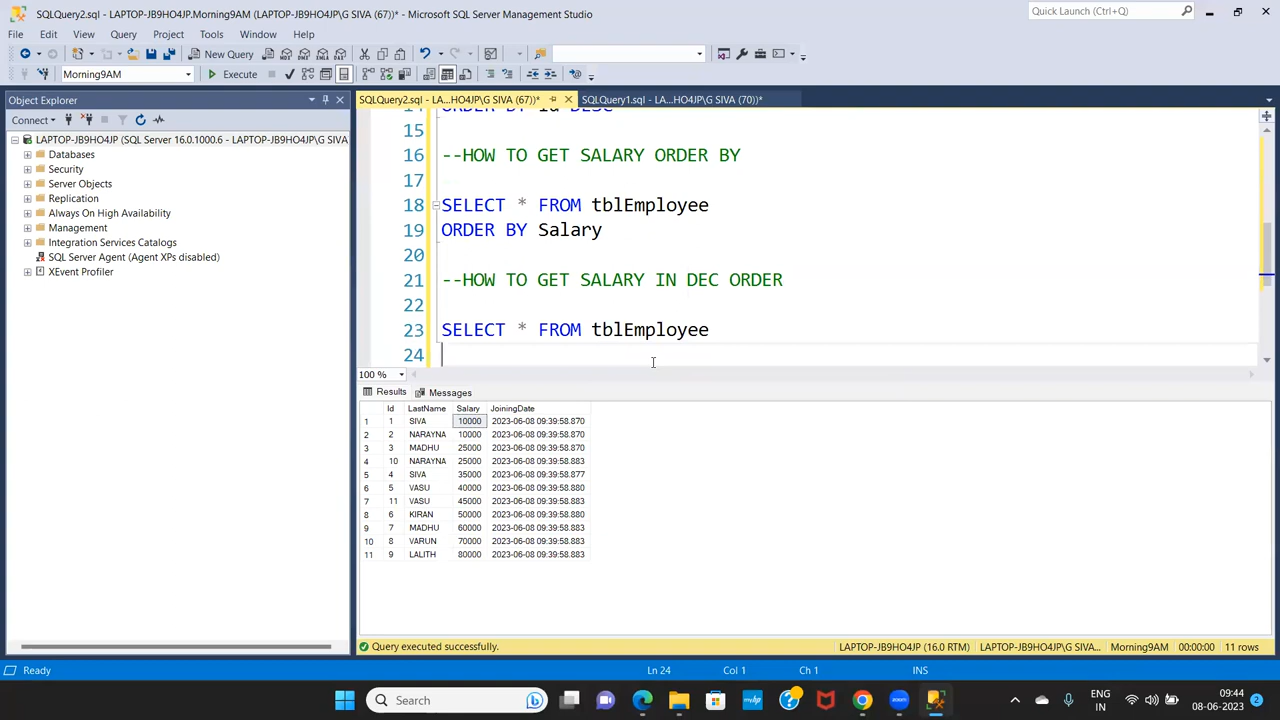 SQLQuery2.sql - LAPTOP-JB9HO4JP.Morning9AM (LAPTOP-JB9HO4JP\G SIVA (67))* - Microsoft SQL Server Management Studio
Quick Launch (Ctrl+Q)
File Edit View Query Project Tools Window Help
New Query
MDX DMX XMLA DAX
Morning9AM
Execute
Object Explorer
SQLQuery2.sql - LA...HO4JP\G SIVA (67))*
SQLQuery1.sql - LA...HO4JP\G SIVA (70))*
Connect
LAPTOP-JB9HO4JP (SQL Server 16.0.1000.6 - LAPTOP-JB9HO4JP\G SIVA
Databases
Security
Server Objects
Replication
Always On High Availability
Management
Integration Services Catalogs
SQL Server Agent (Agent XPs disabled)
XEvent Profiler
14 ORDER BY Id DESC
15
16 --HOW TO GET SALARY ORDER BY
17
18 SELECT * FROM tblEmployee
19 ORDER BY Salary
20
21 --HOW TO GET SALARY IN DEC ORDER
22
23 SELECT * FROM tblEmployee
24
100 %
Results Messages
Id LastName Salary JoiningDate
1 1 SIVA 10000 2023-06-08 09:39:58.870
2 2 NARAYNA 10000 2023-06-08 09:39:58.870
3 3 MADHU 25000 2023-06-08 09:39:58.870
4 10 NARAYNA 25000 2023-06-08 09:39:58.883
5 4 SIVA 35000 2023-06-08 09:39:58.877
6 5 VASU 40000 2023-06-08 09:39:58.880
7 11 VASU 45000 2023-06-08 09:39:58.883
8 6 KIRAN 50000 2023-06-08 09:39:58.880
9 7 MADHU 60000 2023-06-08 09:39:58.883
10 8 VARUN 70000 2023-06-08 09:39:58.883
11 9 LALITH 80000 2023-06-08 09:39:58.883
Query executed successfully.
LAPTOP-JB9HO4JP (16.0 RTM) LAPTOP-JB9HO4JP\G SIVA... Morning9AM 00:00:00 11 rows
Ready Ln 24 Col 1 Ch 1 INS
Search
myhp
zoom
ENG
IN
09:44
08-06-2023
2